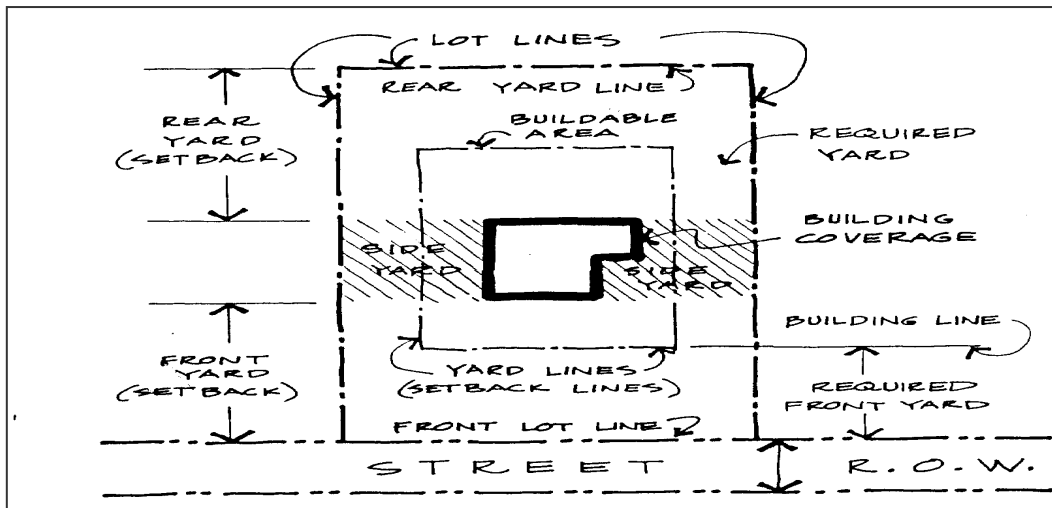 LOT LINES
REAR YARD LINE
BUILDABLE
AREA
REAR
YARD
(SETBACK)
REQUIRED
YARD
BUILDING
COVERAGE
SIDE
YARD
SIDE
YARD
BUILDING LINE
FRONT
YARD
(SETBACK)
YARD LINES
(SETBACK LINES)
REQUIRED
FRONT YARD
FRONT LOT LINE
STREET
R.O.W.